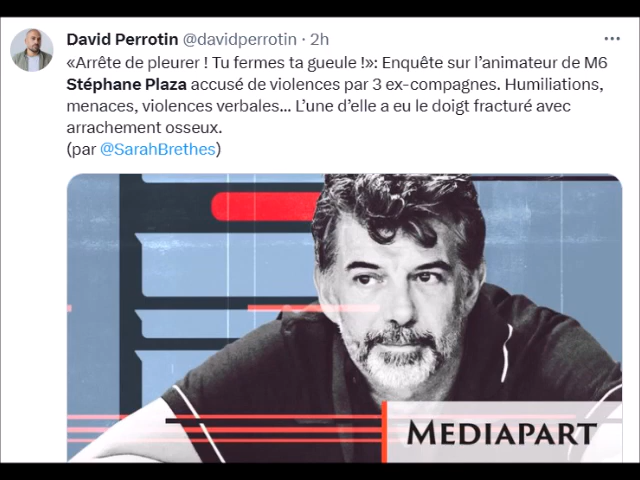 David Perrotin @davidperrotin · 2h
«Arrête de pleurer ! Tu fermes ta gueule !»: Enquête sur l’animateur de M6
Stéphane Plaza accusé de violences par 3 ex-compagnes. Humiliations,
menaces, violences verbales... L’une d’elle a eu le doigt fracturé avec
arrachement osseux.
(par @SarahBrethes)
MEDIAPART